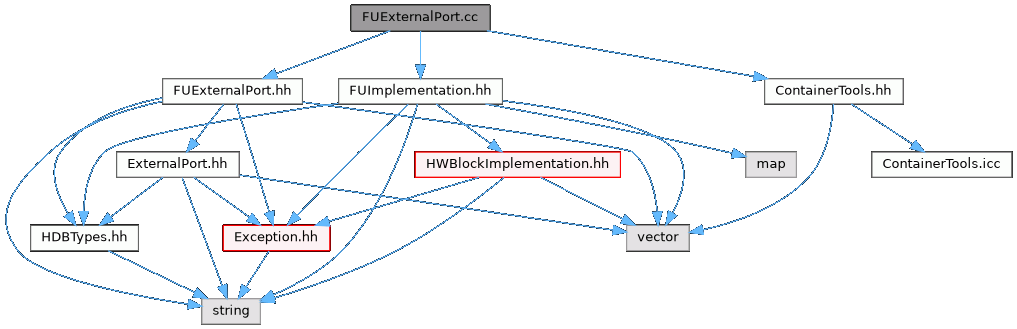 FUExternalPort.cc
FUExternalPort.hh
FUImplementation.hh
ContainerTools.hh
ExternalPort.hh
HWBlockImplementation.hh
map
ContainerTools.icc
HDBTypes.hh
Exception.hh
vector
string